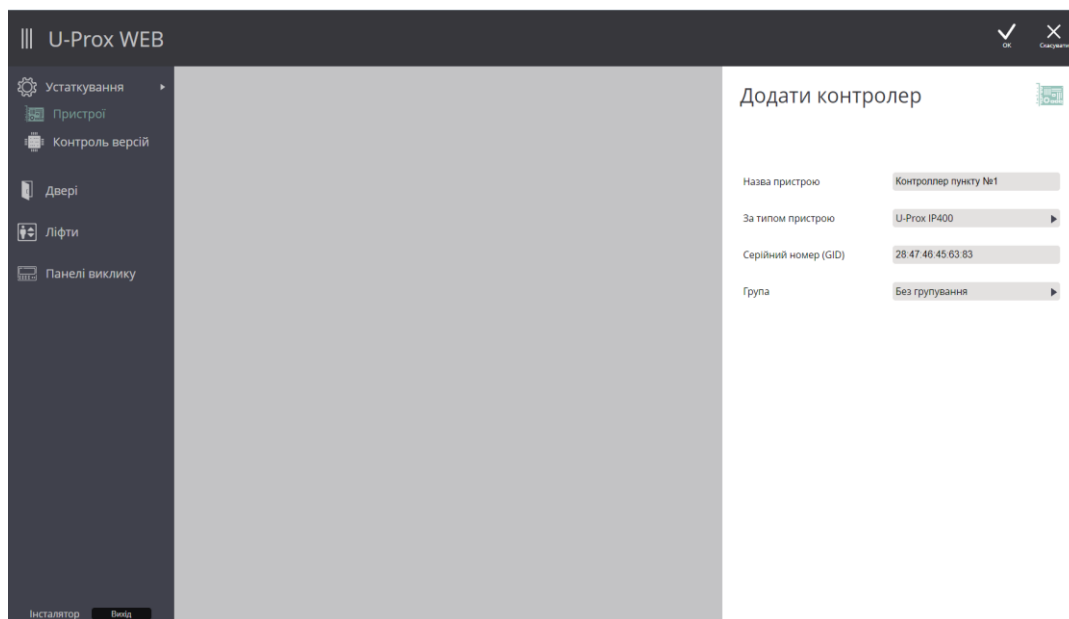 U-Prox WEB
ОК
Скасувати
Устаткування
Пристрої
Контроль версій
Двері
Ліфти
Панелі виклику
Інсталятор
Вихід
Додати контролер
Назва пристрою Контроллер пункту №1
За типом пристрою U-Prox IP400
Серійний номер (GID) 28:47:46:45:63:83
Група Без групування